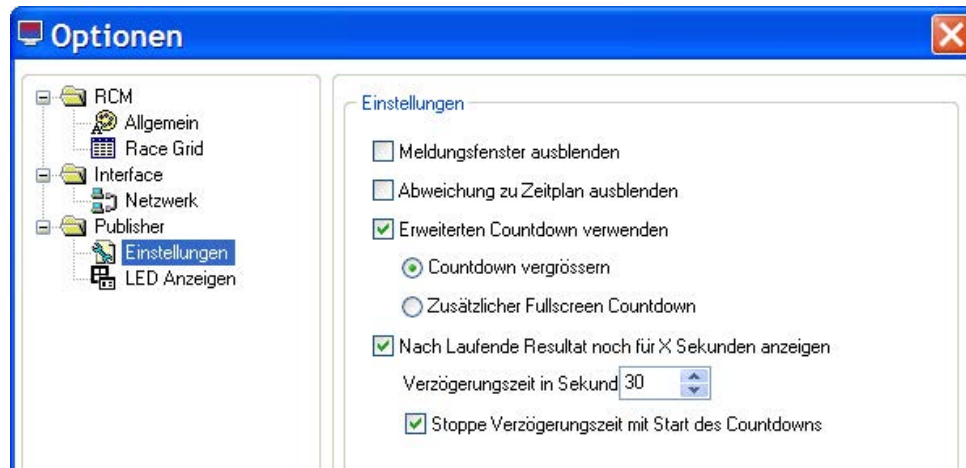 Optionen
RCM
Allgemein
Race Grid
Interface
Netzwerk
Publisher
Einstellungen
LED Anzeigen
Einstellungen
Meldungsfenster ausblenden
Abweichung zu Zeitplan ausblenden
Erweiterten Countdown verwenden
Countdown vergrössern
Zusätzlicher Fullscreen Countdown
Nach Laufende Resultat noch für X Sekunden anzeigen
Verzögerungszeit in Sekund 30
Stoppe Verzögerungszeit mit Start des Countdowns